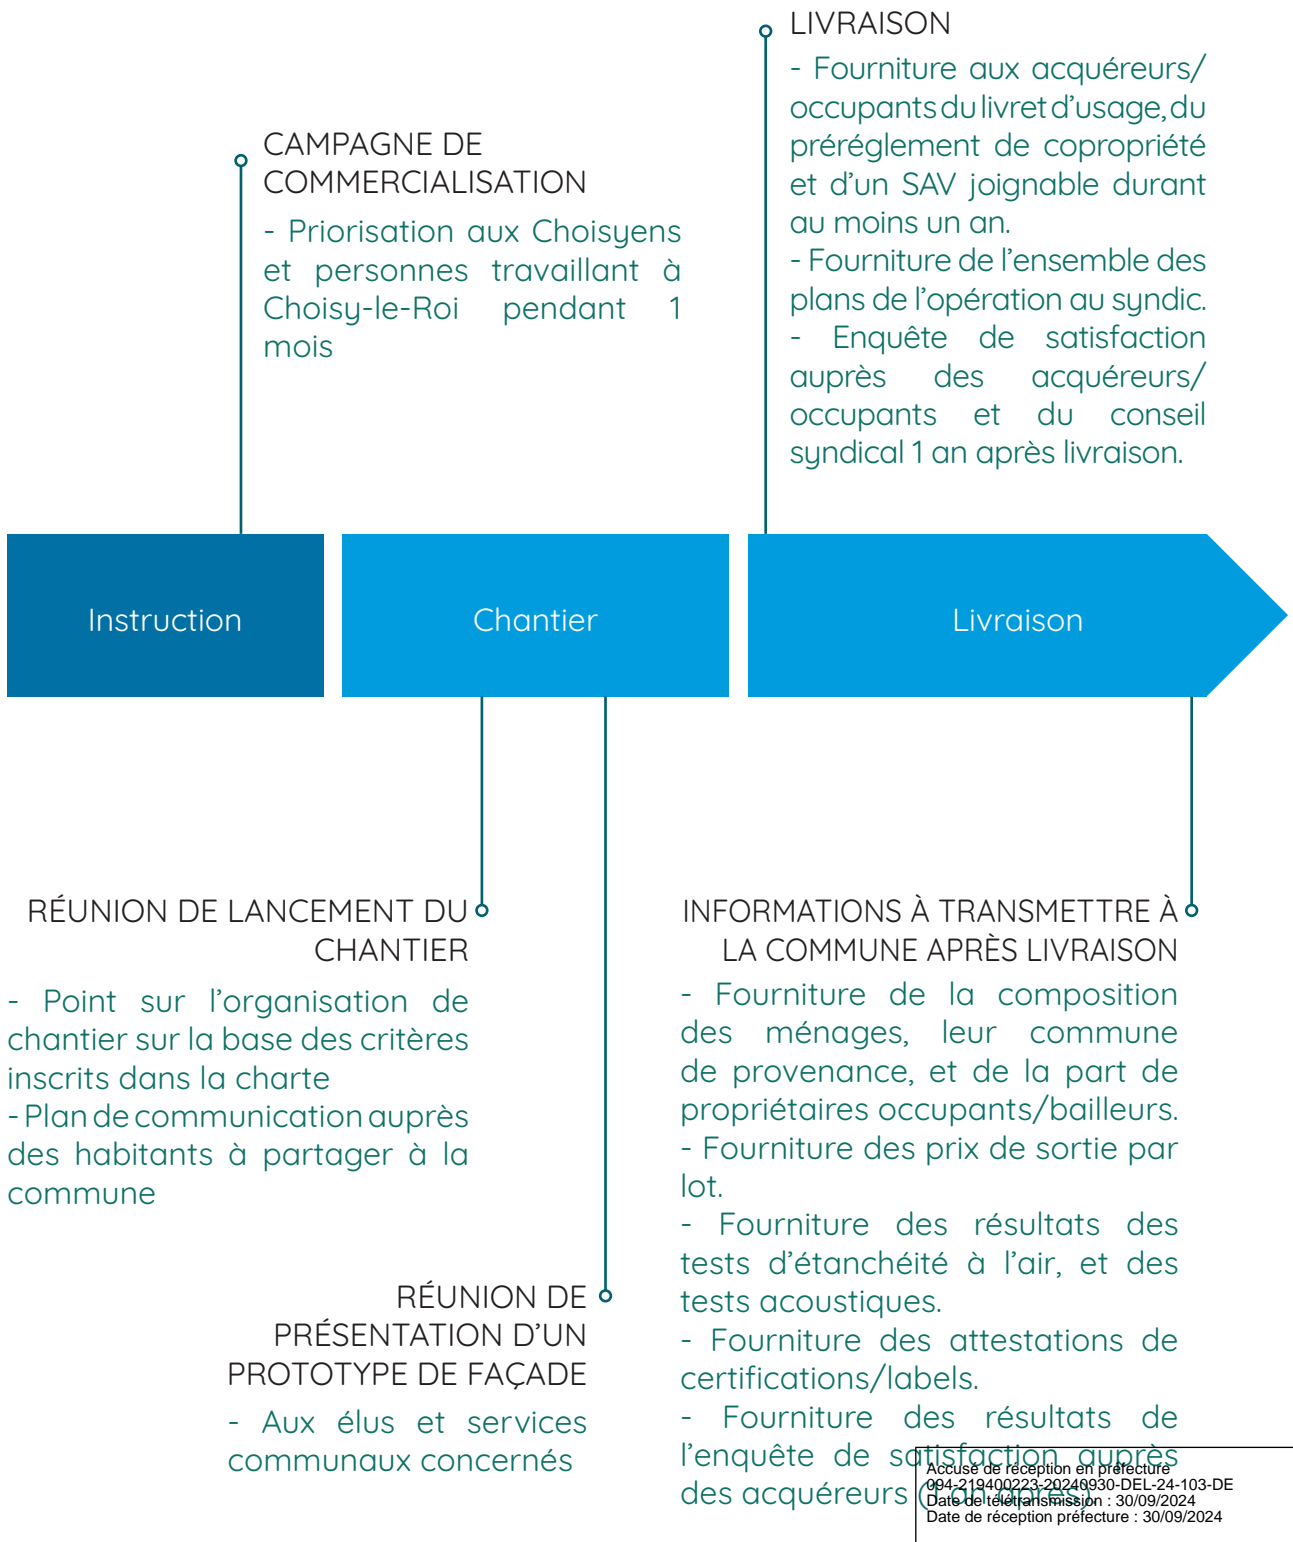 LIVRAISON
- Fourniture aux acquéreurs/
occupants du livret d'usage, du
préréglement de copropriété
et d'un SAV joignable durant
au moins un an.
- Fourniture de l'ensemble des
plans de l'opération au syndic.
- Enquête de satisfaction
auprès des acquéreurs/
occupants et du conseil
syndical 1 an après livraison.
CAMPAGNE DE
COMMERCIALISATION
- Priorisation aux Choisyens
et personnes travaillant à
Choisy-le-Roi pendant 1
mois
Instruction
Chantier
Livraison
RÉUNION DE LANCEMENT DU
CHANTIER
- Point sur l'organisation de
chantier sur la base des critères
inscrits dans la charte
- Plan de communication auprès
des habitants à partager à la
commune
RÉUNION DE
PRÉSENTATION D'UN
PROTOTYPE DE FAÇADE
- Aux élus et services
communaux concernés
INFORMATIONS À TRANSMETTRE À
LA COMMUNE APRÈS LIVRAISON
- Fourniture de la composition
des ménages, leur commune
de provenance, et de la part de
propriétaires occupants/bailleurs.
- Fourniture des prix de sortie par
lot.
- Fourniture des résultats des
tests d'étanchéité à l'air, et des
tests acoustiques.
- Fourniture des attestations de
certifications/labels.
- Fourniture des résultats de
l'enquête de satisfaction auprès
des acquéreurs (1 an après).
Accusé de réception en préfecture
094-219400223-20240930-DEL-24-103-DE
Date de télétransmission : 30/09/2024
Date de réception préfecture : 30/09/2024